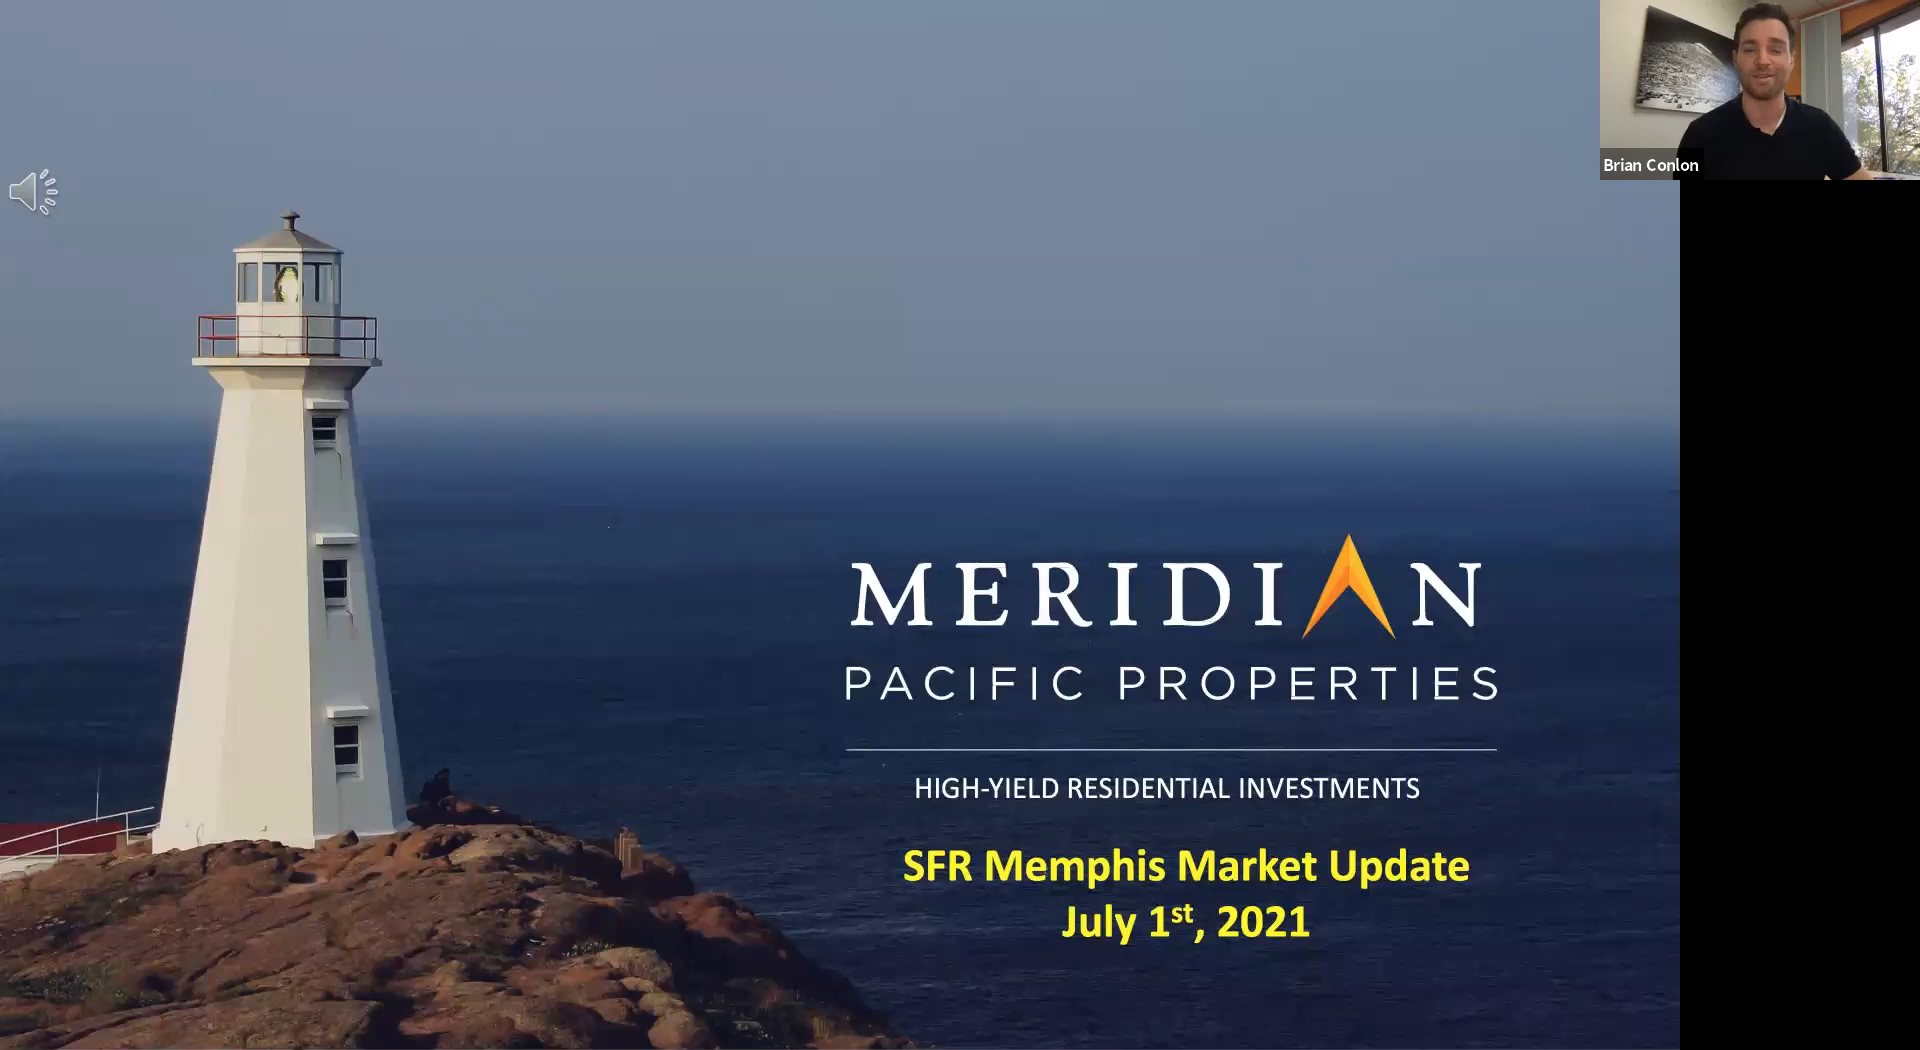 Brian Conlon
MERIDIAN
PACIFIC PROPERTIES
HIGH-YIELD RESIDENTIAL INVESTMENTS
SFR Memphis Market Update
July 1st, 2021